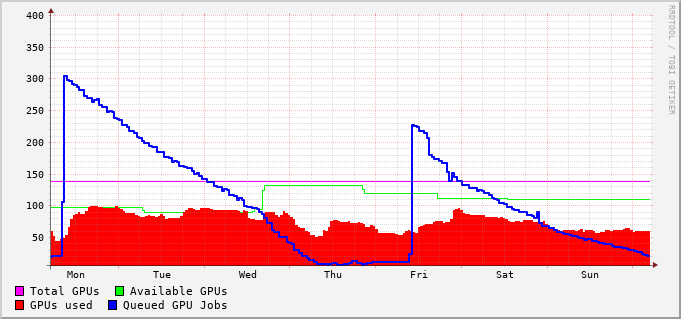 400
350
300
250
200
150
100
50
Mon Tue Wed Thu Fri Sat Sun
RRDTOOL / TOBI OETIKER
Total GPUs Available GPUs
GPUs used Queued GPU Jobs